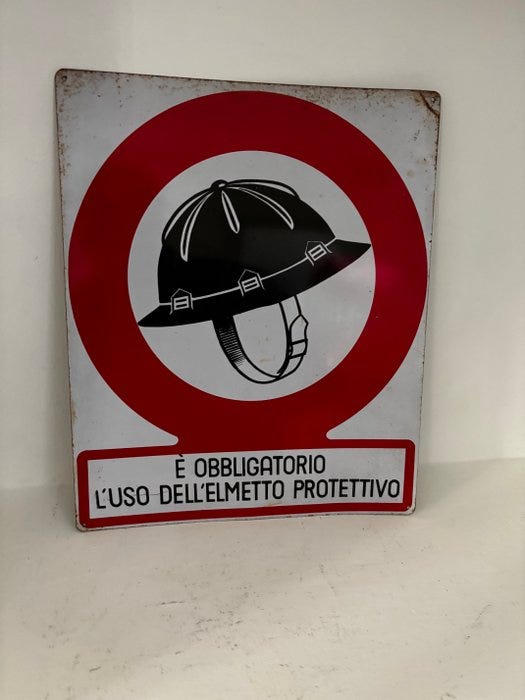 È OBBLIGATORIO
L'USO DELL'ELMETTO PROTETTIVO